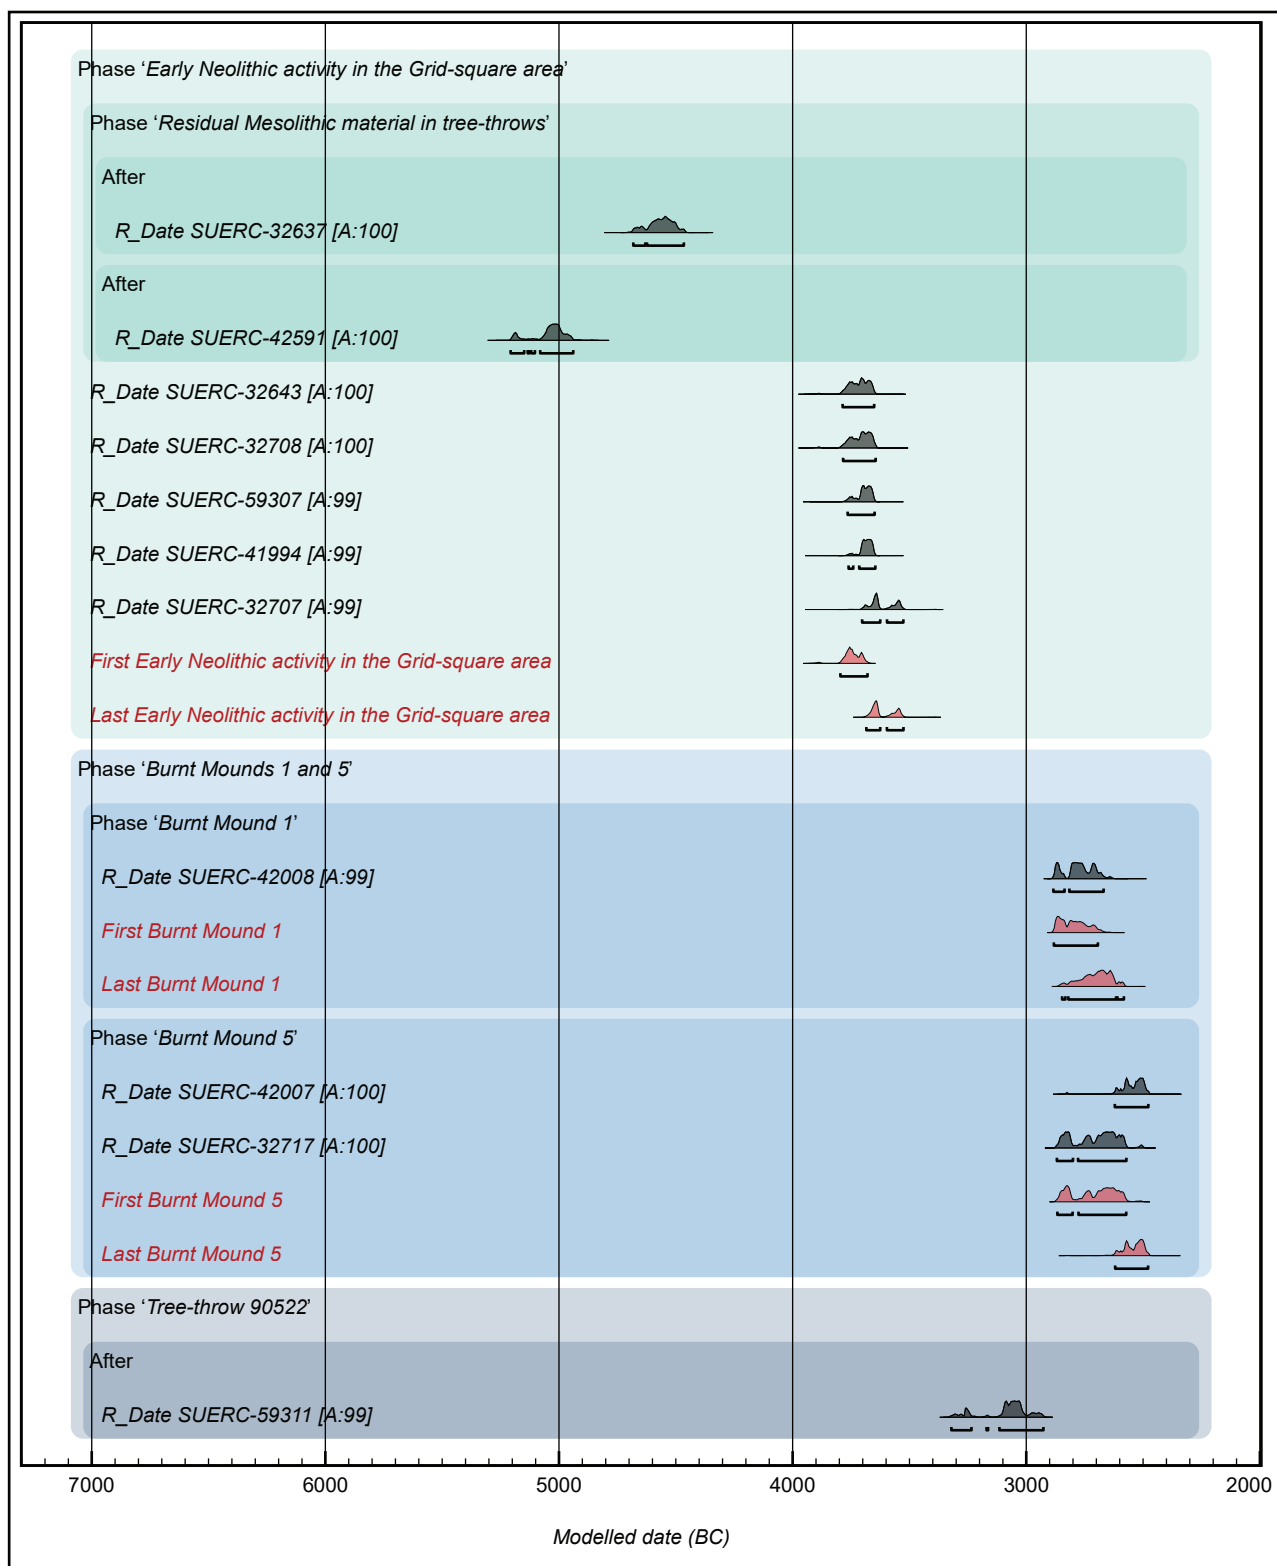 Phase ‘Early Neolithic activity in the Grid-square area’
Phase ‘Residual Mesolithic material in tree-throws’
After
R_Date SUERC-32637 [A:100]
After
R_Date SUERC-42591 [A:100]
R_Date SUERC-32643 [A:100]
R_Date SUERC-32708 [A:100]
R_Date SUERC-59307 [A:99]
R_Date SUERC-41994 [A:99]
R_Date SUERC-32707 [A:99]
First Early Neolithic activity in the Grid-square area
Last Early Neolithic activity in the Grid-square area
Phase ‘Burnt Mounds 1 and 5’
Phase ‘Burnt Mound 1’
R_Date SUERC-42008 [A:99]
First Burnt Mound 1
Last Burnt Mound 1
Phase ‘Burnt Mound 5’
R_Date SUERC-42007 [A:100]
R_Date SUERC-32717 [A:100]
First Burnt Mound 5
Last Burnt Mound 5
Phase ‘Tree-throw 90522’
After
R_Date SUERC-59311 [A:99]
7000 6000 5000 4000 3000 2000
Modelled date (BC)